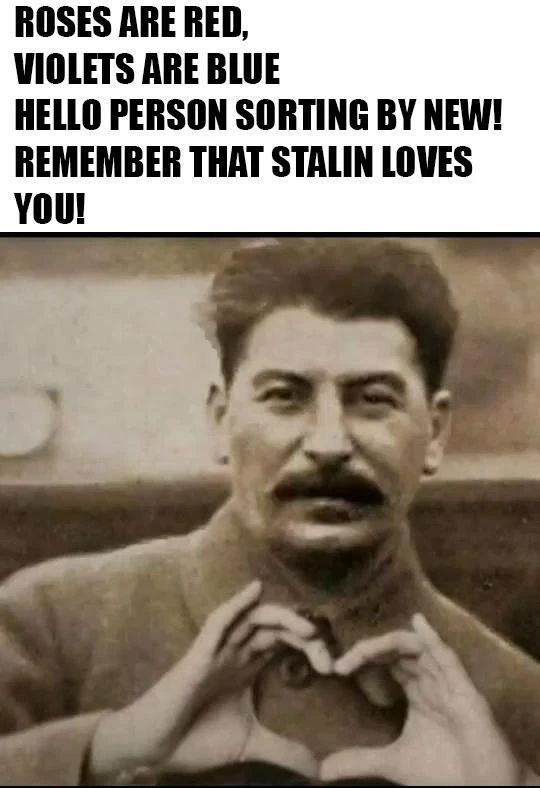 ROSES ARE RED,
VIOLETS ARE BLUE
HELLO PERSON SORTING BY NEW!
REMEMBER THAT STALIN LOVES
YOU!